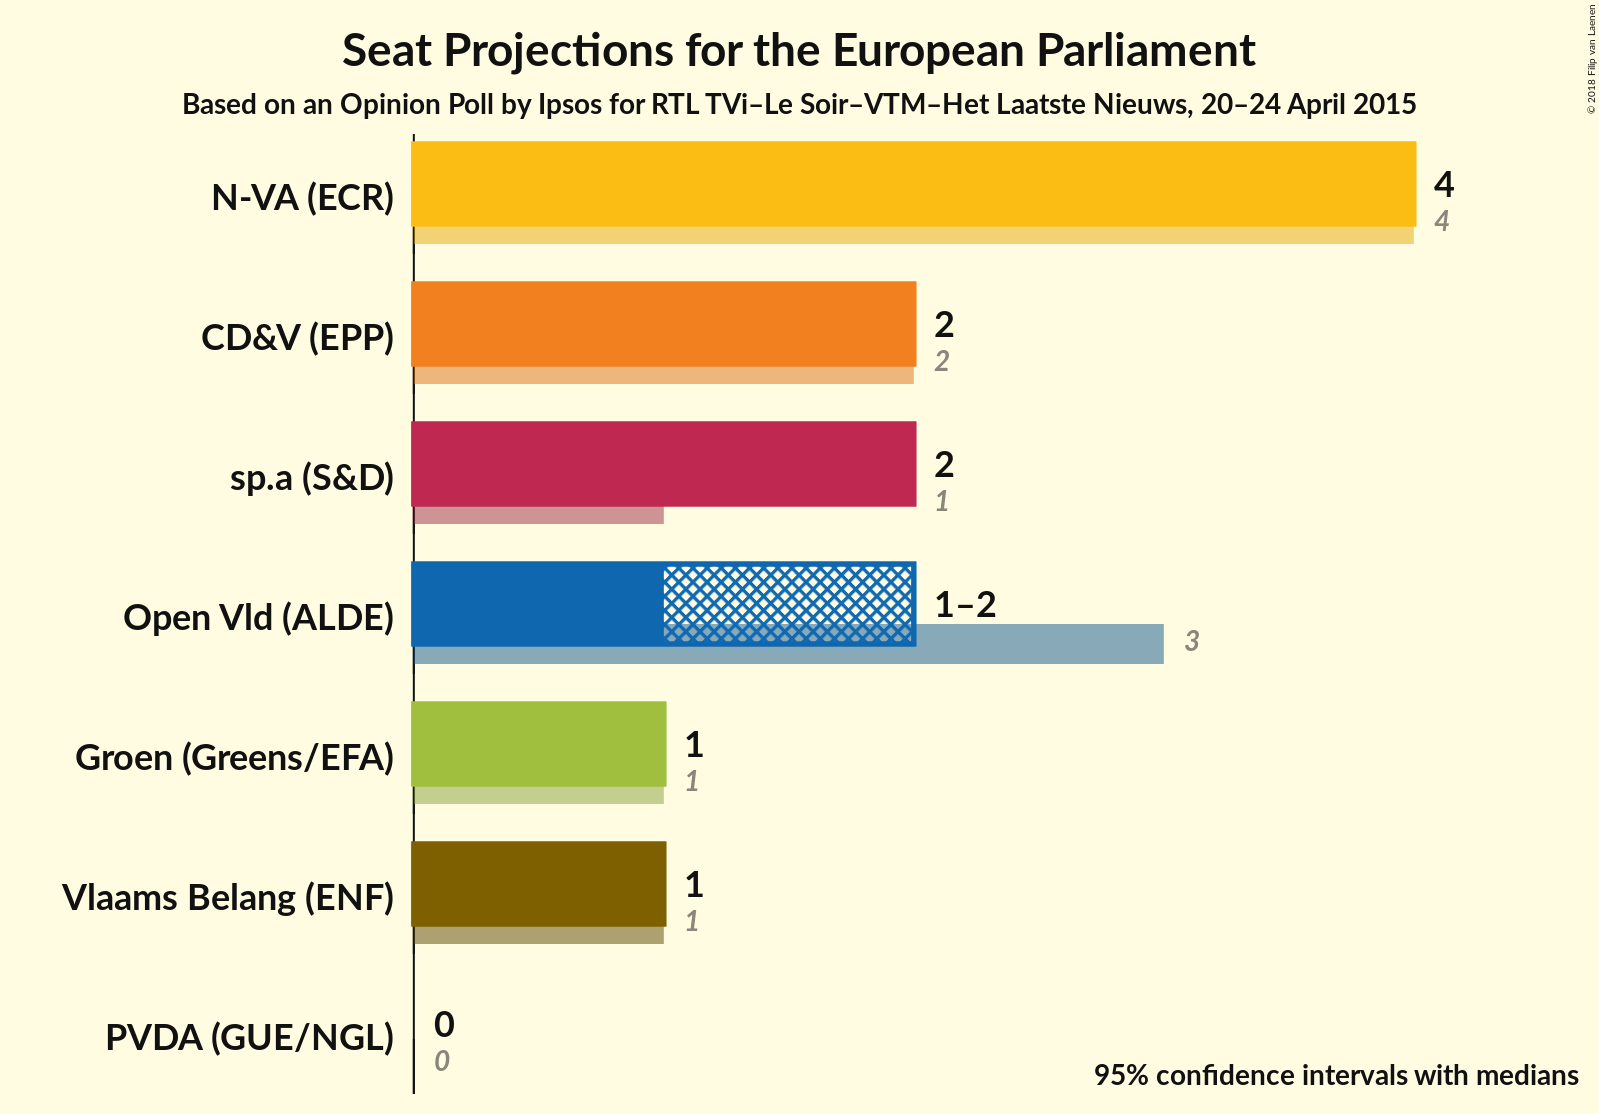 Seat Projections for the European Parliament
Based on an Opinion Poll by Ipsos for RTL TVi–Le Soir–VTM–Het Laatste Nieuws, 20–24 April 2015
© 2018 Filip van Laenen
N-VA (ECR)
4
4
CD&V (EPP)
2
2
sp.a (S&D)
2
1
Open Vld (ALDE)
1–2
3
Groen (Greens/EFA)
1
1
Vlaams Belang (ENF)
1
1
PVDA (GUE/NGL)
0
0
95% confidence intervals with medians